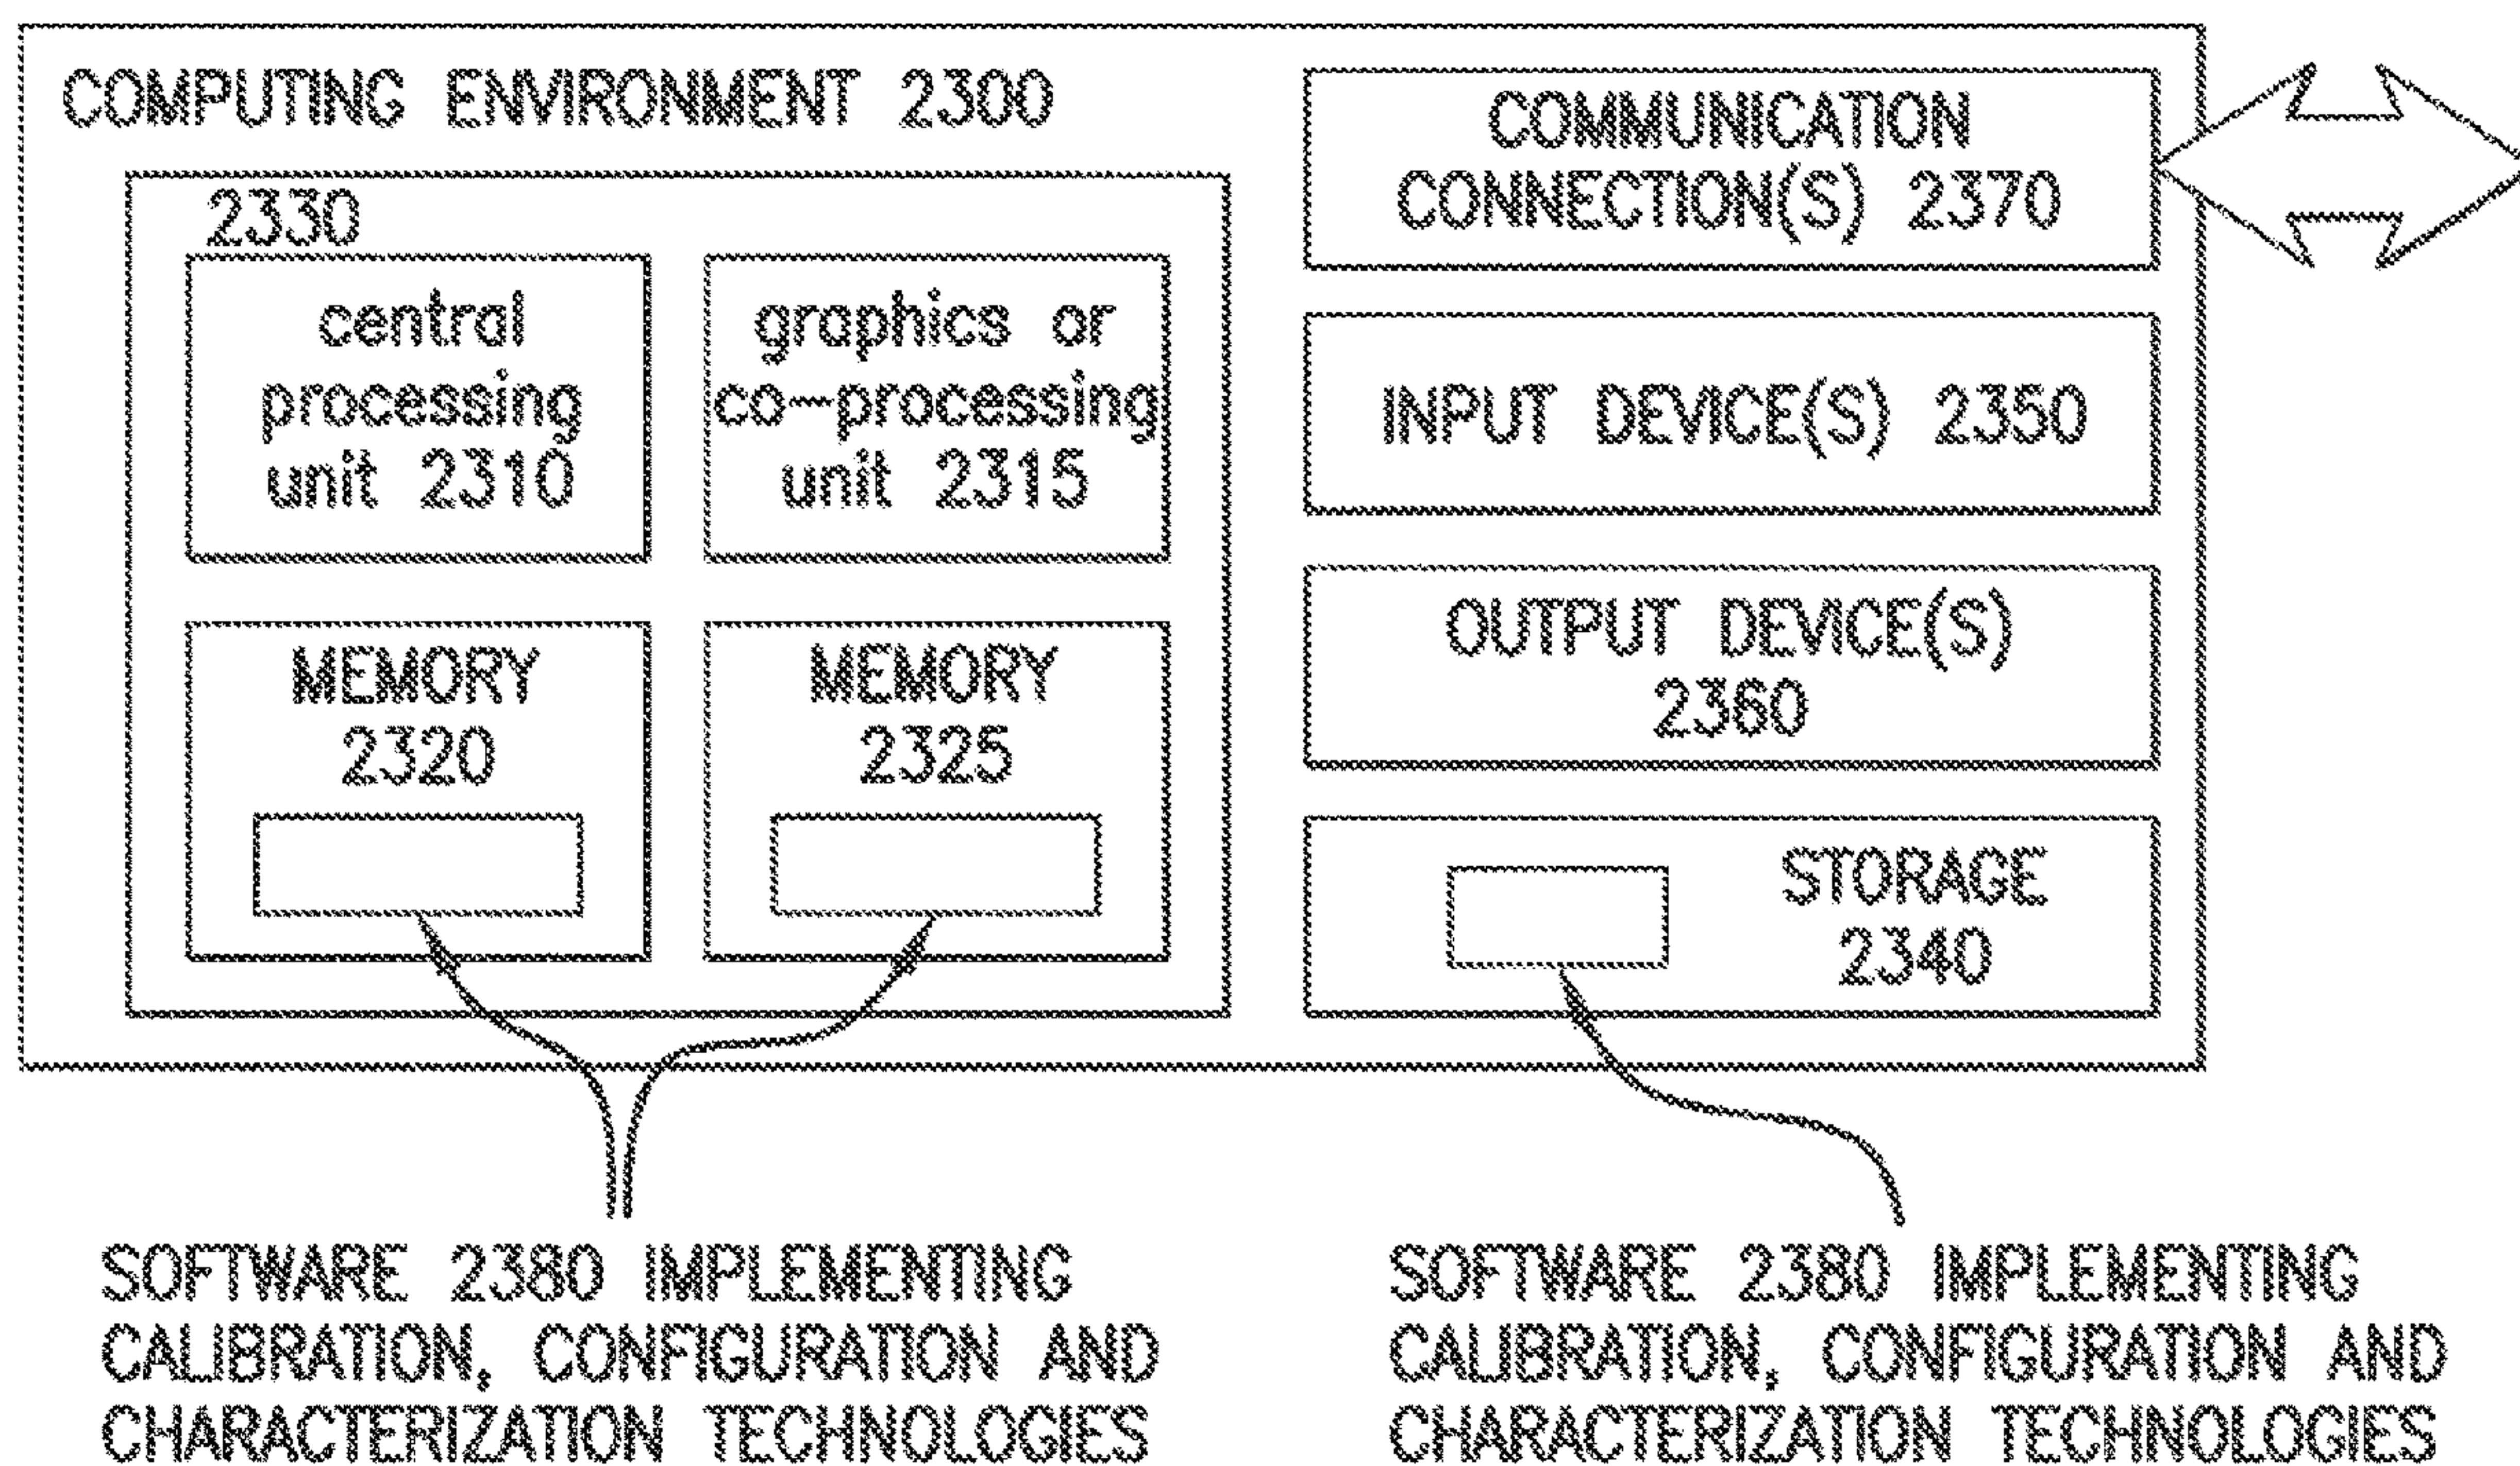 COMPUTING ENVIRONMENT 2300
2330
central
processing
unit 2310
graphics or
co-processing
unit 2315
MEMORY
2320
MEMORY
2325
COMMUNICATION
CONNECTION(S) 2370
INPUT DEVICE(S) 2350
OUTPUT DEVICE(S)
2360
STORAGE
2340
SOFTWARE 2380 IMPLEMENTING
CALIBRATION, CONFIGURATION AND
CHARACTERIZATION TECHNOLOGIES
SOFTWARE 2380 IMPLEMENTING
CALIBRATION, CONFIGURATION AND
CHARACTERIZATION TECHNOLOGIES